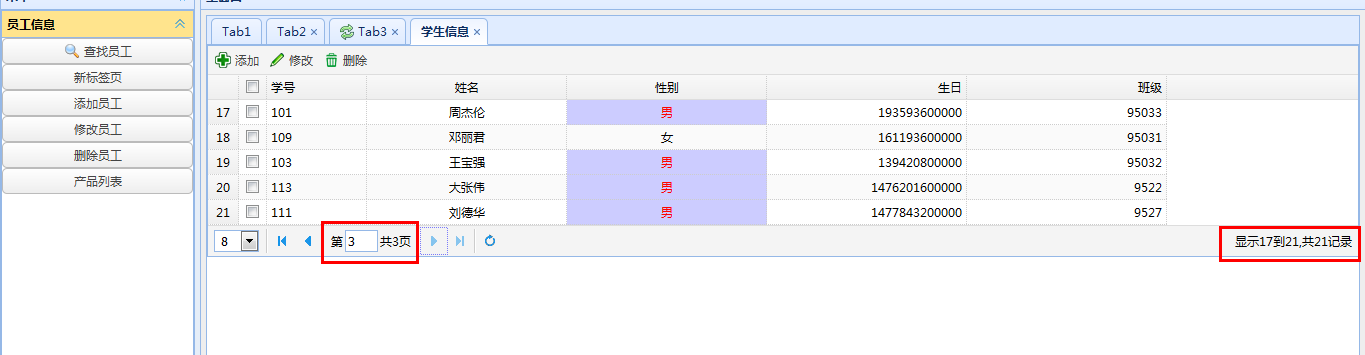 员工信息
查找员工
新标签页
添加员工
修改员工
删除员工
产品列表
Tab1 Tab2 × Tab3 × 学生信息 ×
添加 修改 删除
学号 姓名 性别 生日 班级
17 101 周杰伦 男 193593600000 95033
18 109 邓丽君 女 161193600000 95031
19 103 王宝强 男 139420800000 95032
20 113 大张伟 男 1476201600000 9522
21 111 刘德华 男 1477843200000 9527
8 第 3 共3页 显示17到21,共21记录